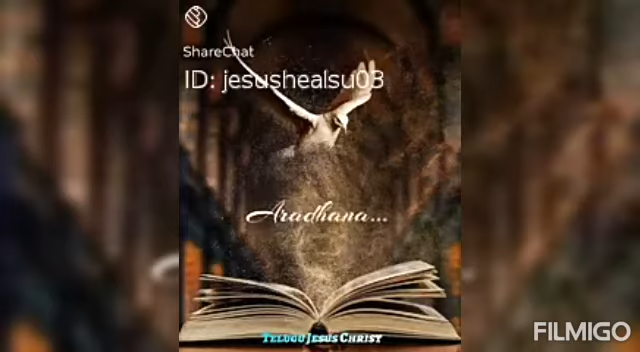 ShareChat
ID: jesushealsu03
Aradhana...
TELUGU JESUS CHRIST
FILMIGO